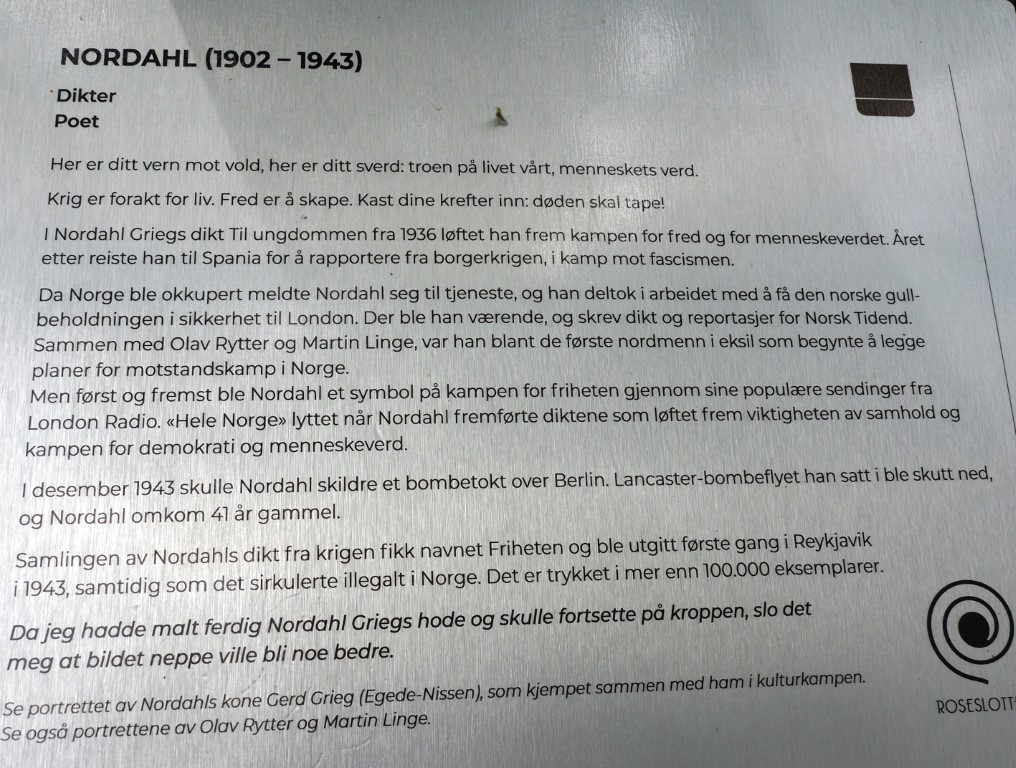 NORDAHL (1902 – 1943)
Dikter
Poet
Her er ditt vern mot vold, her er ditt sverd: troen på livet vårt, menneskets verd.
Krig er forakt for liv. Fred er å skape. Kast dine krefter inn: døden skal tape!
I Nordahl Griegs dikt Til ungdommen fra 1936 løftet han frem kampen for fred og for menneskeverdet. Året
etter reiste han til Spania for å rapportere fra borgerkrigen, i kamp mot fascismen.
Da Norge ble okkupert meldte Nordahl seg til tjeneste, og han deltok i arbeidet med å få den norske gull-
beholdningen i sikkerhet til London. Der ble han værende, og skrev dikt og reportasjer for Norsk Tidend.
Sammen med Olav Rytter og Martin Linge, var han blant de første nordmenn i eksil som begynte å legge
planer for motstandskamp i Norge.
Men først og fremst ble Nordahl et symbol på kampen for friheten gjennom sine populære sendinger fra
London Radio. «Hele Norge» lyttet når Nordahl fremførte diktene som løftet frem viktigheten av samhold og
kampen for demokrati og menneskeverd.
I desember 1943 skulle Nordahl skildre et bombetokt over Berlin. Lancaster-bombeflyet han satt i ble skutt ned,
og Nordahl omkom 41 år gammel.
Samlingen av Nordahls dikt fra krigen fikk navnet Friheten og ble utgitt første gang i Reykjavik
i 1943, samtidig som det sirkulerte illegalt i Norge. Det er trykket i mer enn 100.000 eksemplarer.
Da jeg hadde malt ferdig Nordahl Griegs hode og skulle fortsette på kroppen, slo det
meg at bildet neppe ville bli noe bedre.
Se portrettet av Nordahls kone Gerd Grieg (Egede-Nissen), som kjempet sammen med ham i kulturkampen.
Se også portrettene av Olav Rytter og Martin Linge.
ROSESLOTT